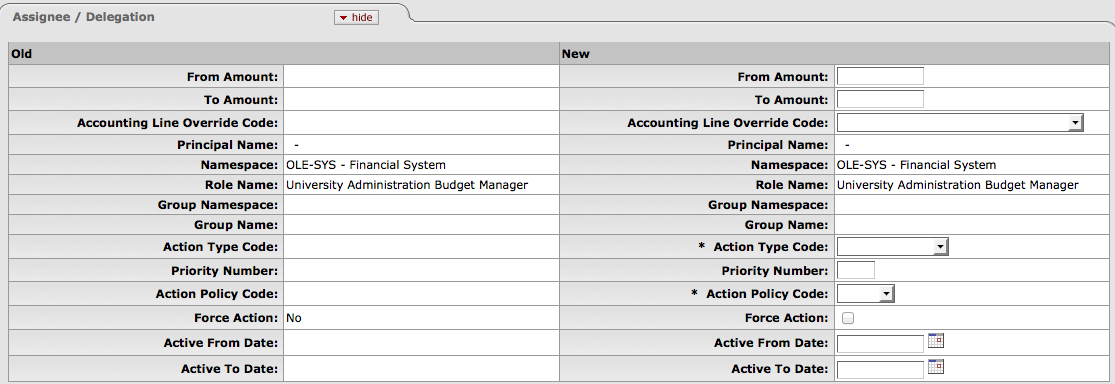 Assignee / Delegation hide
Old New
From Amount: From Amount:
To Amount: To Amount:
Accounting Line Override Code: Accounting Line Override Code:
Principal Name: - Principal Name: -
Namespace: OLE-SYS - Financial System Namespace: OLE-SYS - Financial System
Role Name: University Administration Budget Manager Role Name: University Administration Budget Manager
Group Namespace: Group Namespace:
Group Name: Group Name:
Action Type Code: * Action Type Code:
Priority Number: Priority Number:
Action Policy Code: * Action Policy Code:
Force Action: No Force Action:
Active From Date: Active From Date:
Active To Date: Active To Date: